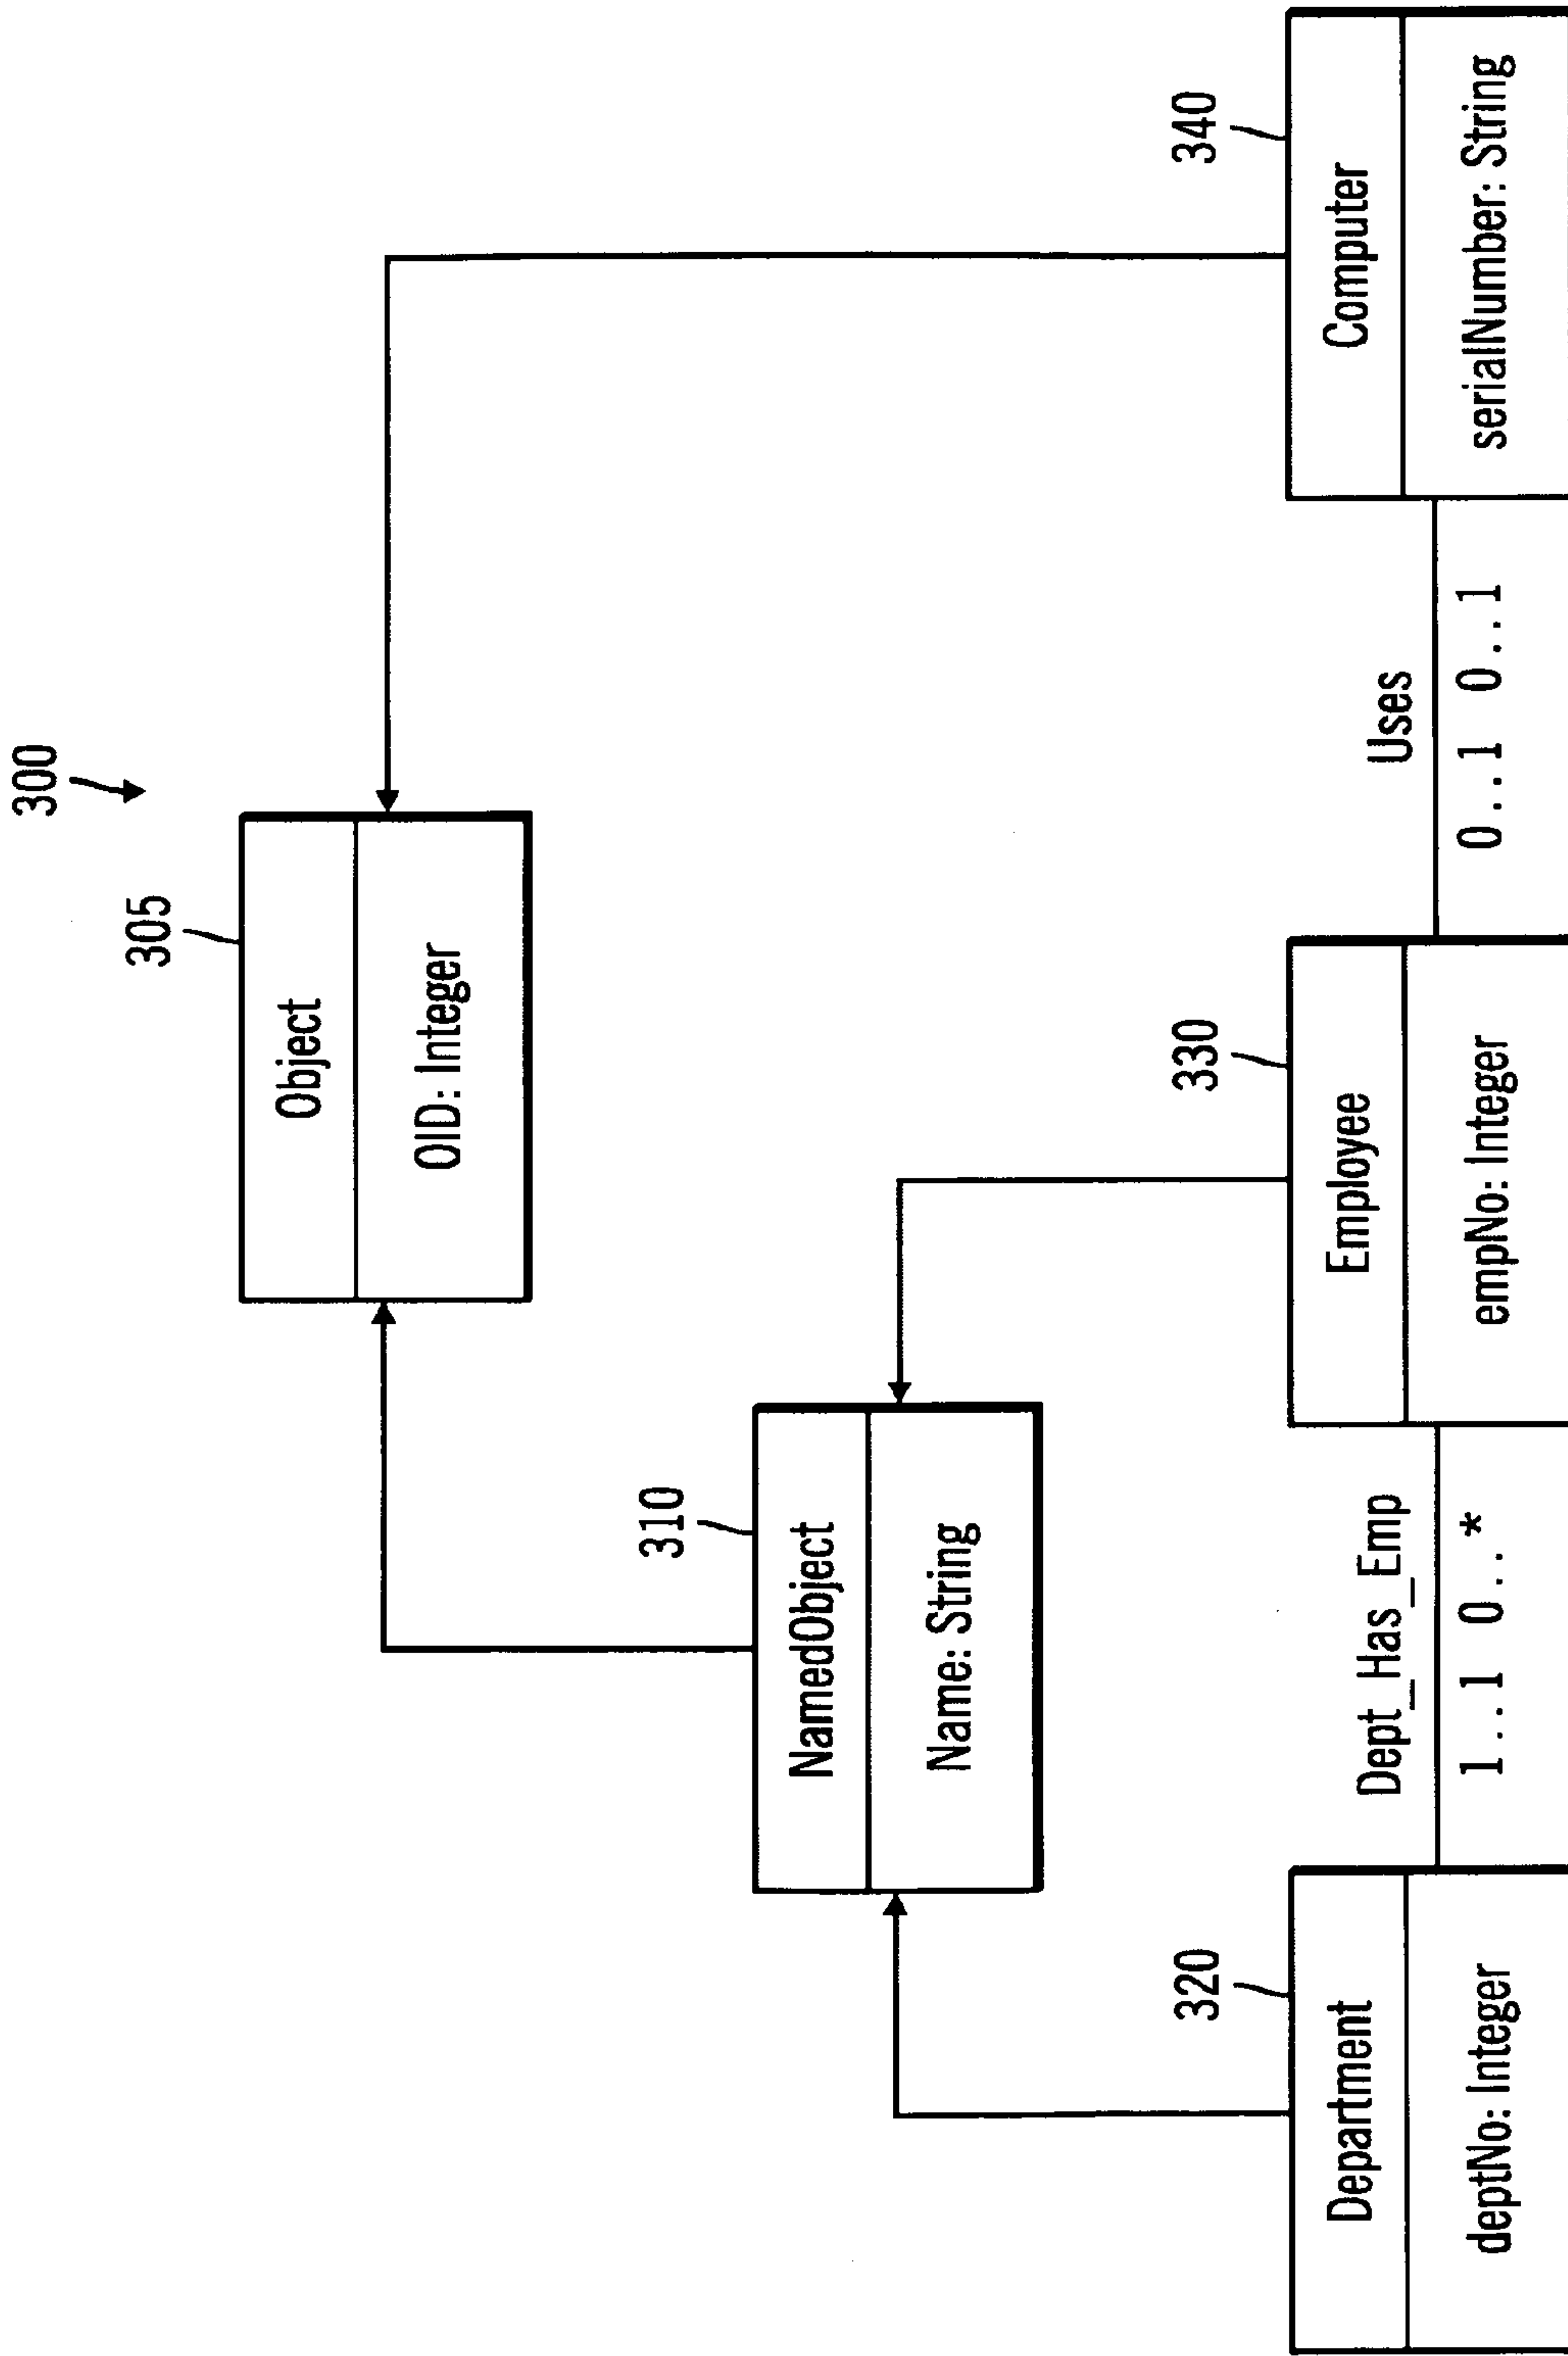 300
305
Object
OID: Integer
310
NamedObject
Name: String
320
Department
deptNo: Integer
Dept_Has_Emp
1...1 0..*
330
Employee
empNo: Integer
Uses
0...1 0...1
340
Computer
serialNumber: String